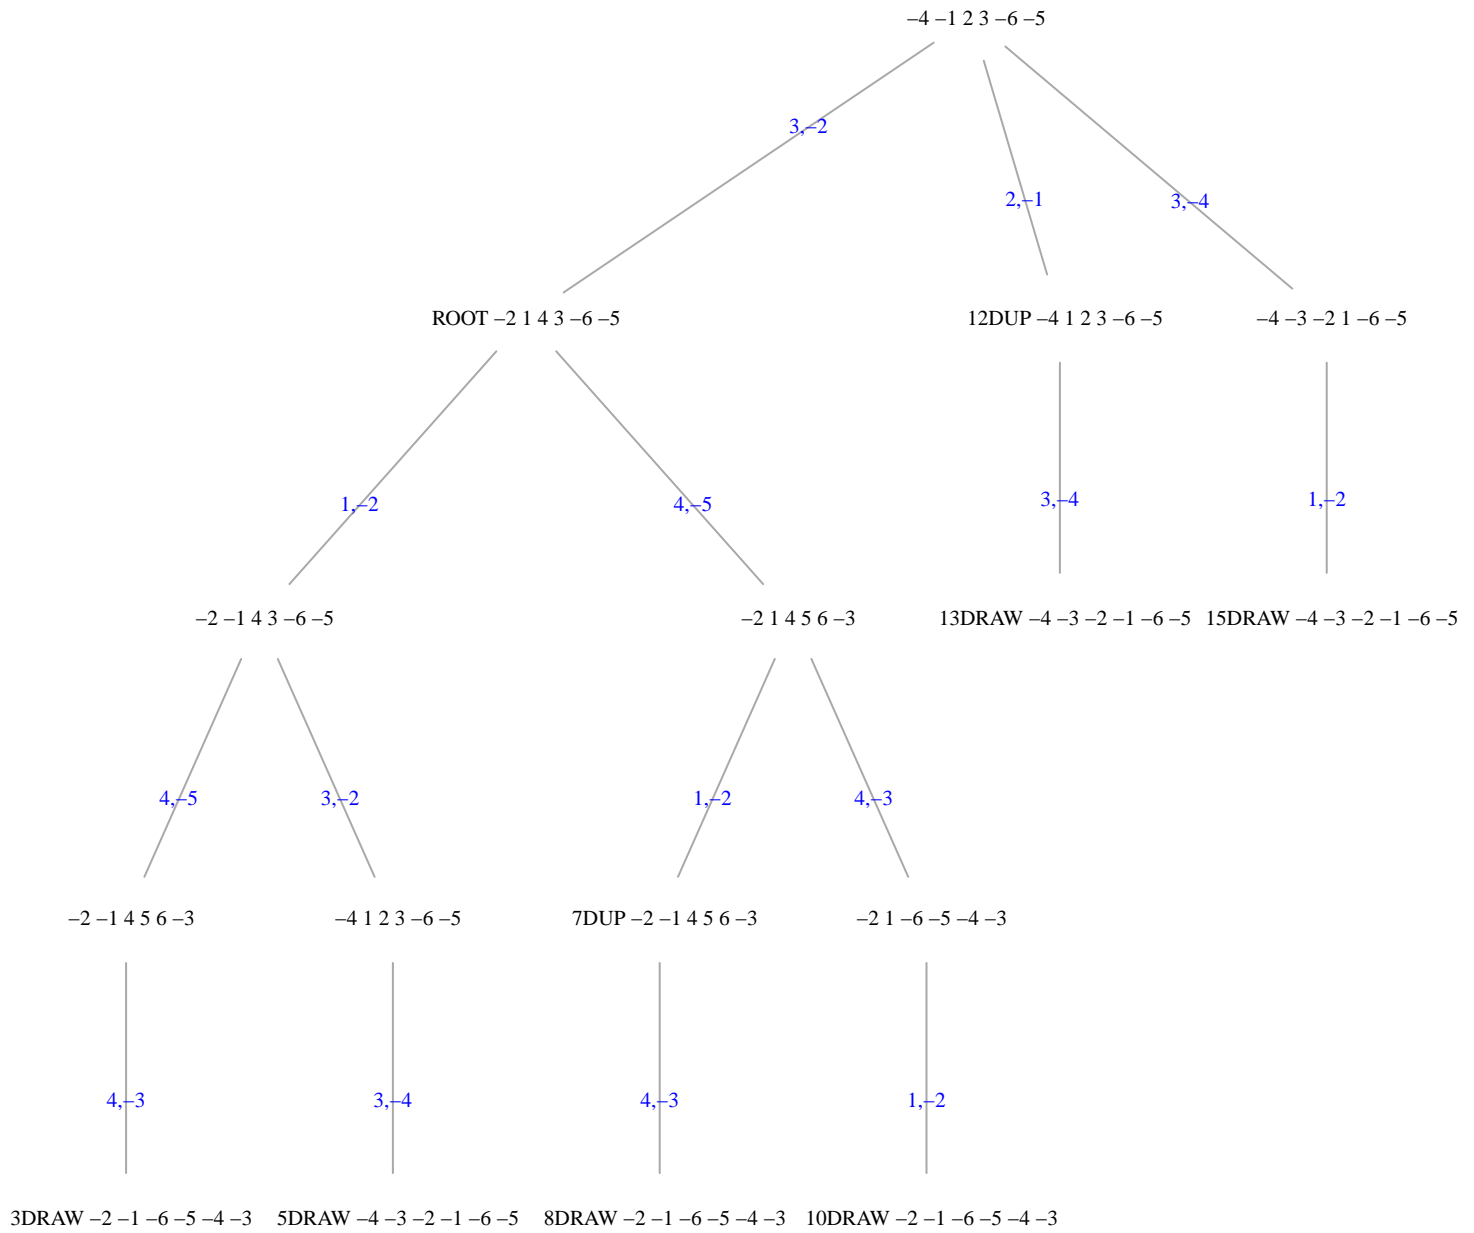 –4 –1 2 3 –6 –5
3,–2
2,–1
3,–4
ROOT –2 1 4 3 –6 –5
12DUP –4 1 2 3 –6 –5
–4 –3 –2 1 –6 –5
1,–2
4,–5
3,–4
1,–2
–2 –1 4 3 –6 –5
–2 1 4 5 6 –3
13DRAW –4 –3 –2 –1 –6 –5
15DRAW –4 –3 –2 –1 –6 –5
4,–5
3,–2
1,–2
4,–3
–2 –1 4 5 6 –3
–4 1 2 3 –6 –5
7DUP –2 –1 4 5 6 –3
–2 1 –6 –5 –4 –3
4,–3
3,–4
4,–3
1,–2
3DRAW –2 –1 –6 –5 –4 –3
5DRAW –4 –3 –2 –1 –6 –5
8DRAW –2 –1 –6 –5 –4 –3
10DRAW –2 –1 –6 –5 –4 –3